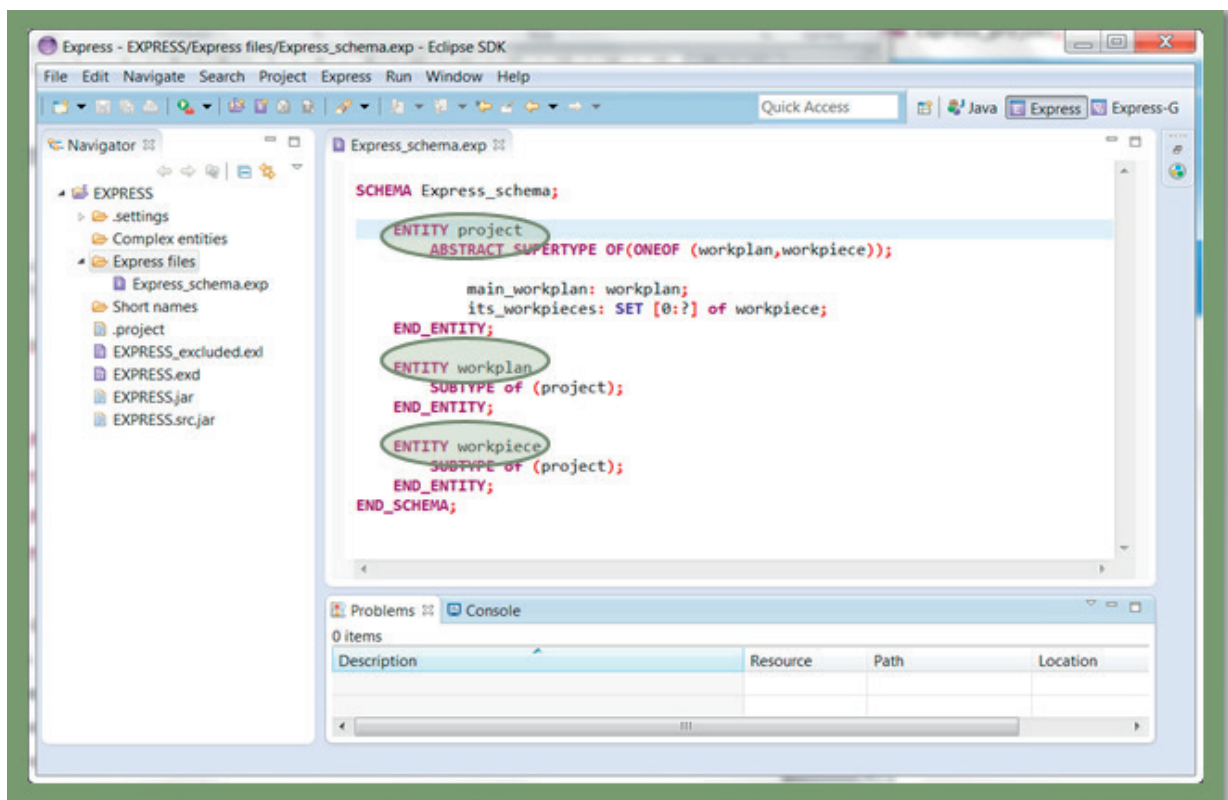 Express - EXPRESS/Express files/Express_schema.exp - Eclipse SDK
File Edit Navigate Search Project Express Run Window Help
Quick Access
Java
Express
Express-G
Navigator
EXPRESS
.settings
Complex entities
Express files
Express_schema.exp
Short names
.project
EXPRESS_excluded.exl
EXPRESS.exd
EXPRESS.jar
EXPRESS.src.jar
Express_schema.exp
SCHEMA Express_schema;
ENTITY project
ABSTRACT SUPERTYPE OF(ONEOF (workplan,workpiece));
main_workplan: workplan;
its_workpieces: SET [0:?] of workpiece;
END_ENTITY;
ENTITY workplan
SUBTYPE of (project);
END_ENTITY;
ENTITY workpiece
SUBTYPE of (project);
END_ENTITY;
END_SCHEMA;
Problems
Console
0 items
Description Resource Path Location